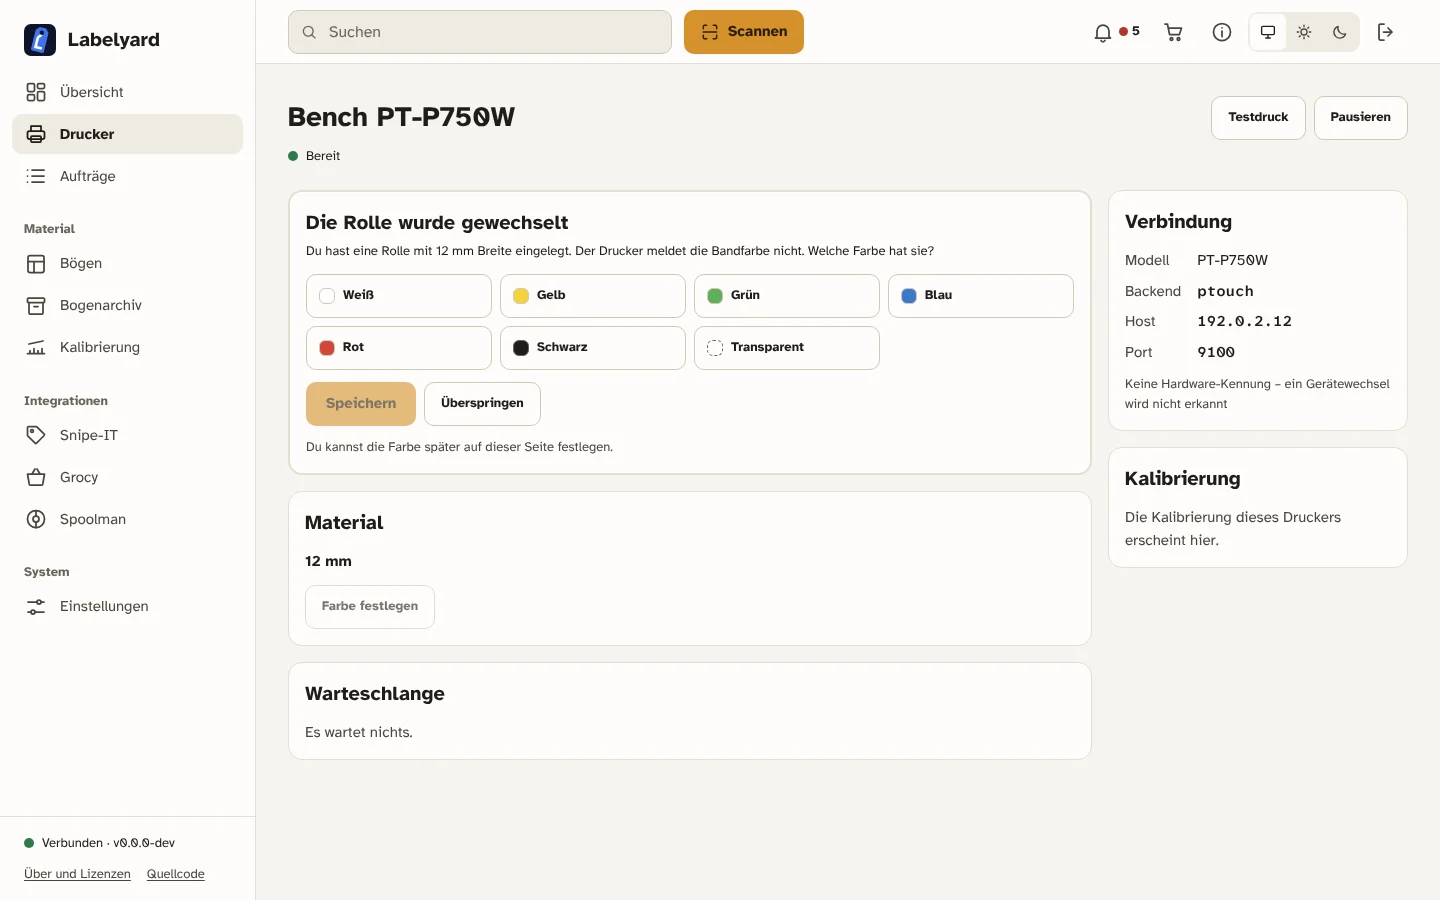 Labelyard
Suchen
Scannen
5
Übersicht
Drucker
Aufträge
Material
Bögen
Bogenarchiv
Kalibrierung
Integrationen
Snipe-IT
Grocy
Spoolman
System
Einstellungen
Verbunden · v0.0.0-dev
Über und Lizenzen
Quellcode
Bench PT-P750W
Bereit
Testdruck
Pausieren
Die Rolle wurde gewechselt
Du hast eine Rolle mit 12 mm Breite eingelegt. Der Drucker meldet die Bandfarbe nicht. Welche Farbe hat sie?
Weiß
Gelb
Grün
Blau
Rot
Schwarz
Transparent
Speichern
Überspringen
Du kannst die Farbe später auf dieser Seite festlegen.
Material
12 mm
Farbe festlegen
Warteschlange
Es wartet nichts.
Verbindung
Modell PT-P750W
Backend ptouch
Host 192.0.2.12
Port 9100
Keine Hardware-Kennung – ein Gerätewechsel
wird nicht erkannt
Kalibrierung
Die Kalibrierung dieses Druckers
erscheint hier.